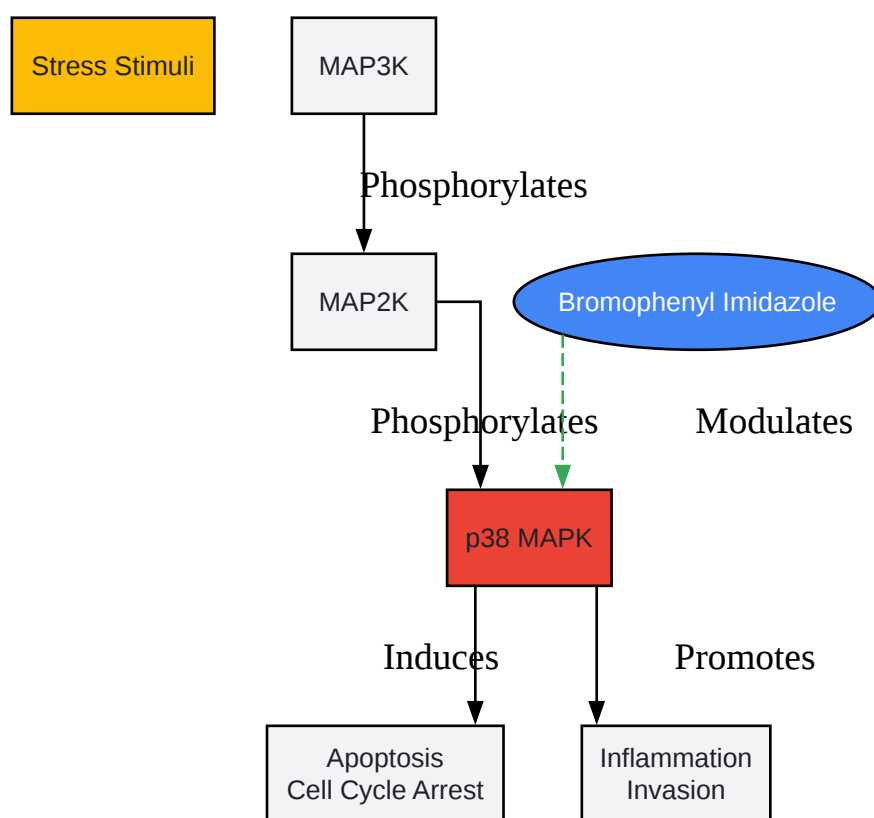 Stress Stimuli
MAP3K
Phosphorylates
MAP2K
Bromophenyl Imidazole
Phosphorylates
Modulates
p38 MAPK
Induces
Promotes
Apoptosis
Cell Cycle Arrest
Inflammation
Invasion